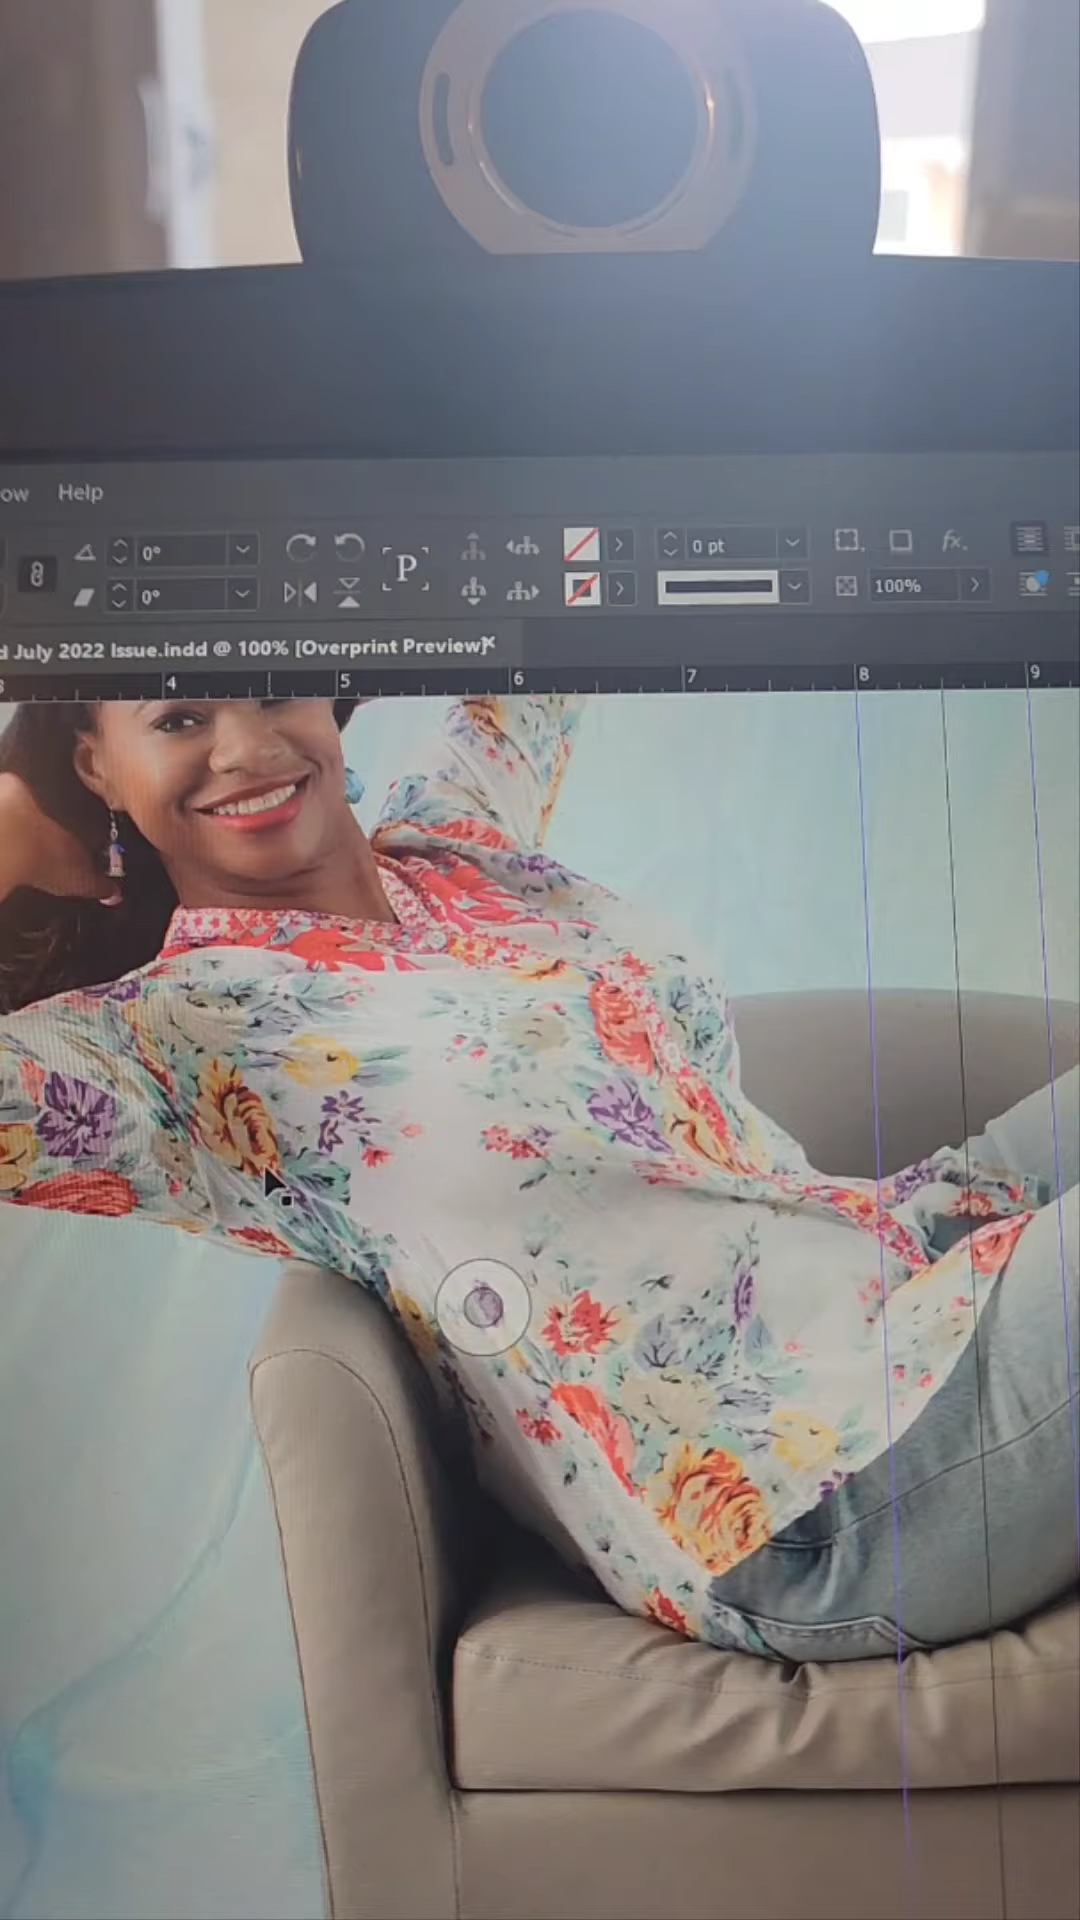 ow Help
0° 0 pt
P
0° 100%
d July 2022 Issue.indd @ 100% [Overprint Preview]
4 5 6 7 8 9